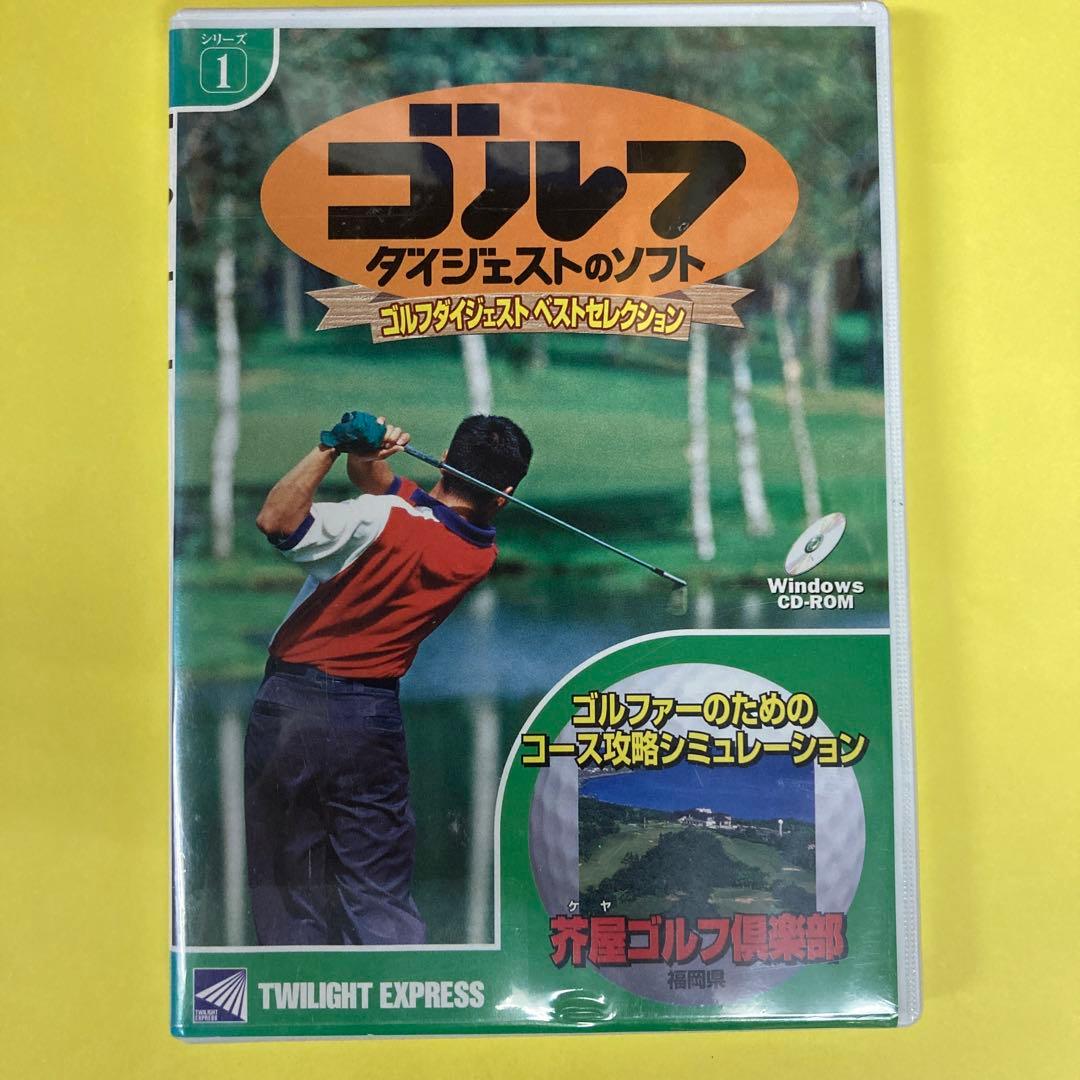 シリーズ
1
ゴルフ
ダイジェストのソフト
ゴルフダイジェスト ベストセレクション
Windows
CD-ROM
ゴルファーのための
コース攻略シミュレーション
ケヤ
芥屋ゴルフ倶楽部
福岡県
TWILIGHT
EXPRESS
TWILIGHT EXPRESS